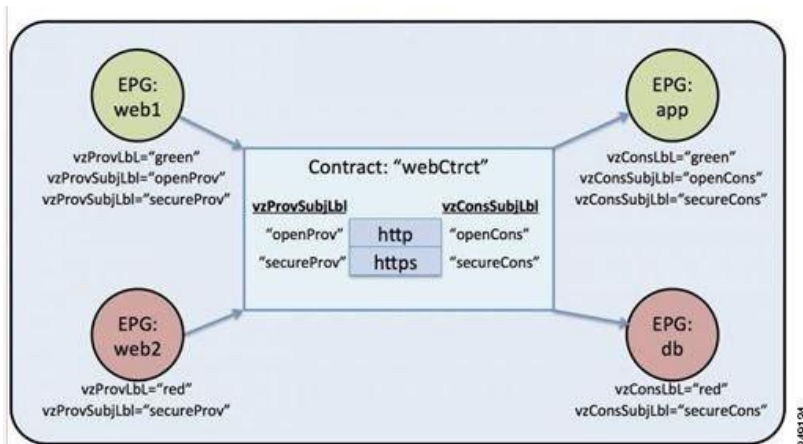 EPG:
web1
vzProvLbL="green"
vzProvSubjLbl="openProv"
vzProvSubjLbl="secureProv"
EPG:
app
vzConsLbL="green"
vzConsSubjLbl="openCons"
vzConsSubjLbl="secureCons"
Contract: "webCtrct"
vzProvSubjLbl
vzConsSubjLbl
"openProv" http "openCons"
"secureProv" https "secureCons"
EPG:
web2
vzProvLbL="red"
vzProvSubjLbl="secureProv"
EPG:
db
vzConsLbL="red"
vzConsSubjLbl="secureCons"